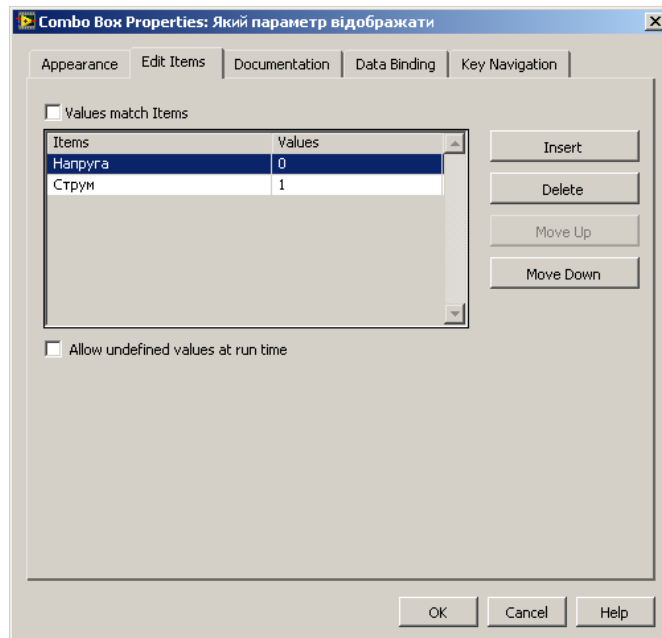 Combo Box Properties: Який параметр відображати
Appearance Edit Items Documentation Data Binding Key Navigation
Values match Items
Items Values
Напруга 0
Струм 1
Insert
Delete
Move Up
Move Down
Allow undefined values at run time
OK Cancel Help